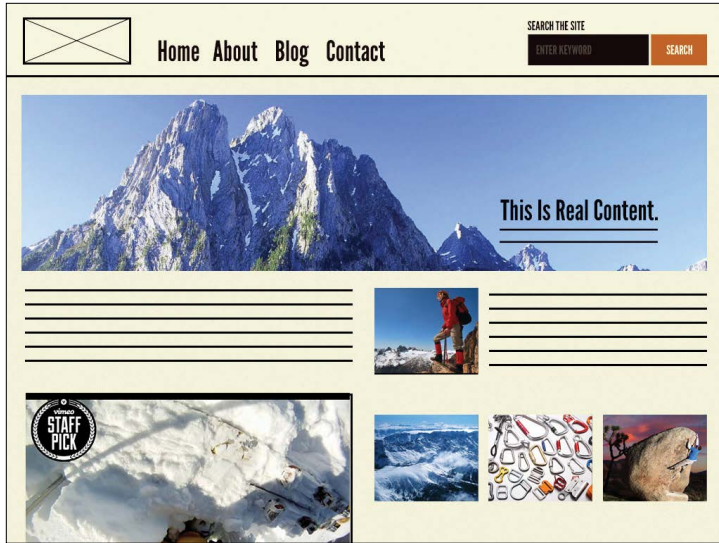 SEARCH THE SITE
Home About Blog Contact
ENTER KEYWORD
SEARCH
This Is Real Content.
vimeo
STAFF
PICK